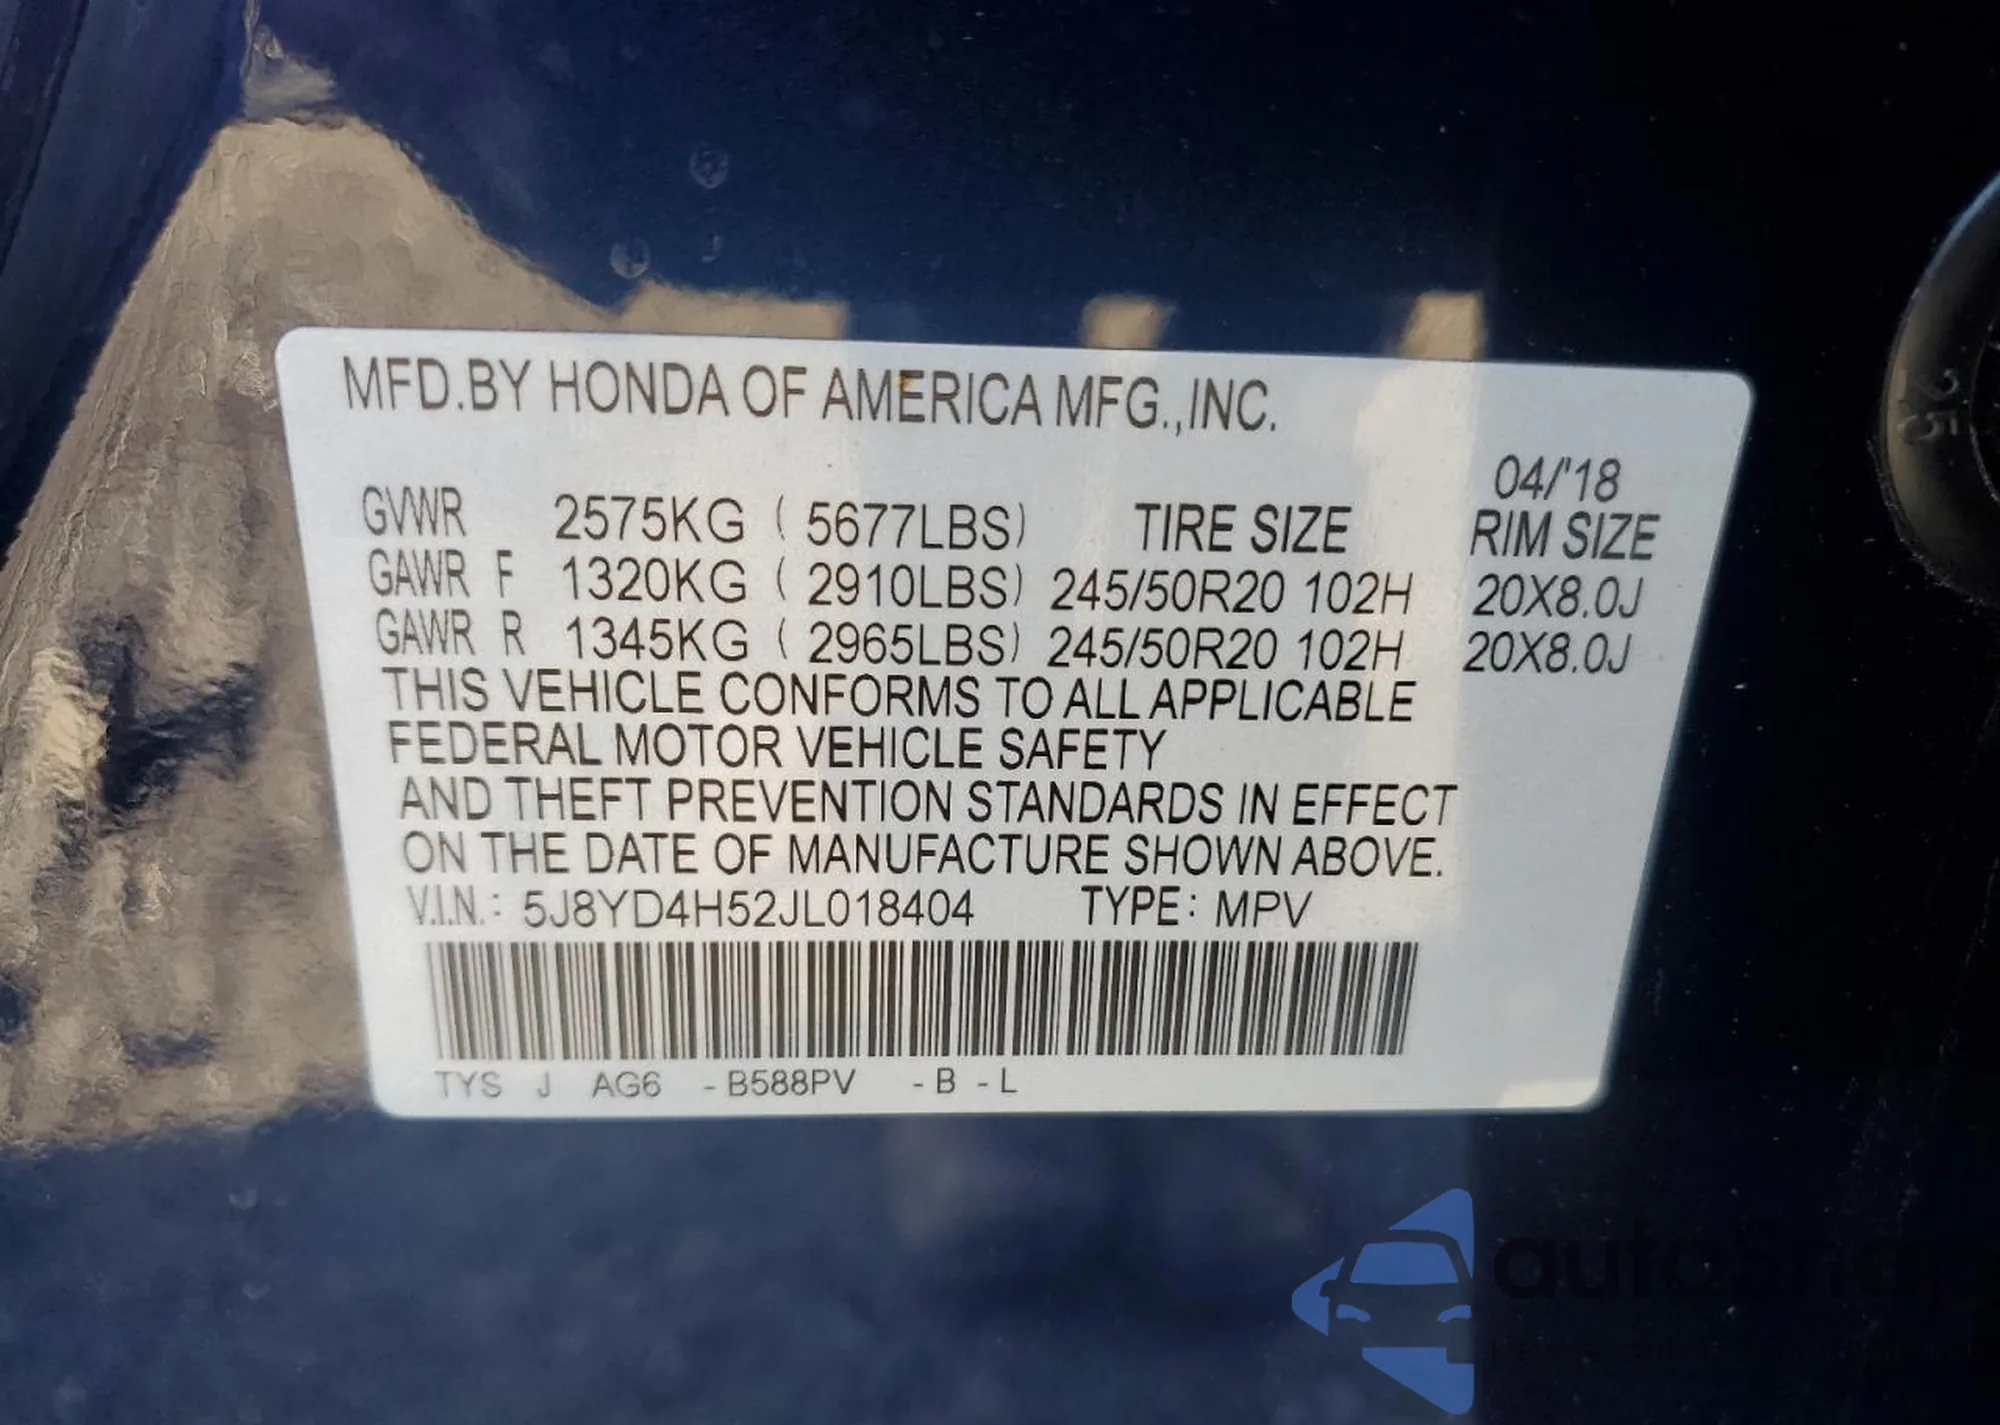 MFD.BY HONDA OF AMERICA MFG.,INC.
04/'18
GVWR 2575KG ( 5677LBS) TIRE SIZE RIM SIZE
GAWR F 1320KG ( 2910LBS) 245/50R20 102H 20X8.0J
GAWR R 1345KG ( 2965LBS) 245/50R20 102H 20X8.0J
THIS VEHICLE CONFORMS TO ALL APPLICABLE
FEDERAL MOTOR VEHICLE SAFETY
AND THEFT PREVENTION STANDARDS IN EFFECT
ON THE DATE OF MANUFACTURE SHOWN ABOVE.
V.I.N.: 5J8YD4H52JL018404 TYPE: MPV
TYS J AG6 -B588PV -B -L
25